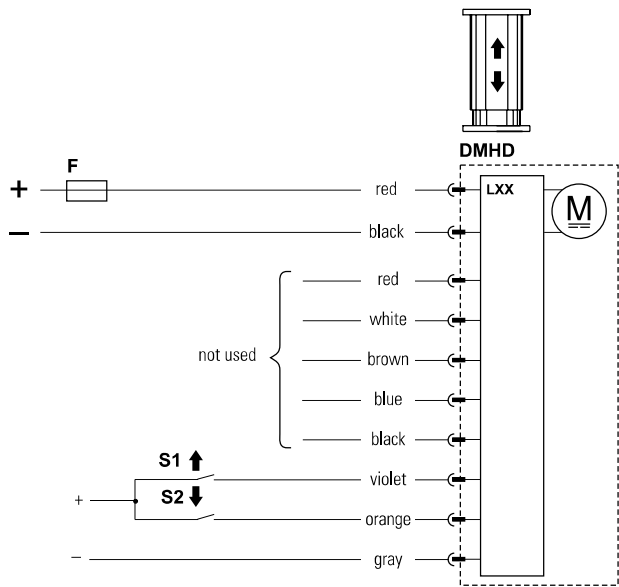 DMHD
F
+
red
LXX
M
−
black
red
white
not used
brown
blue
black
S1
violet
+
S2
orange
−
gray